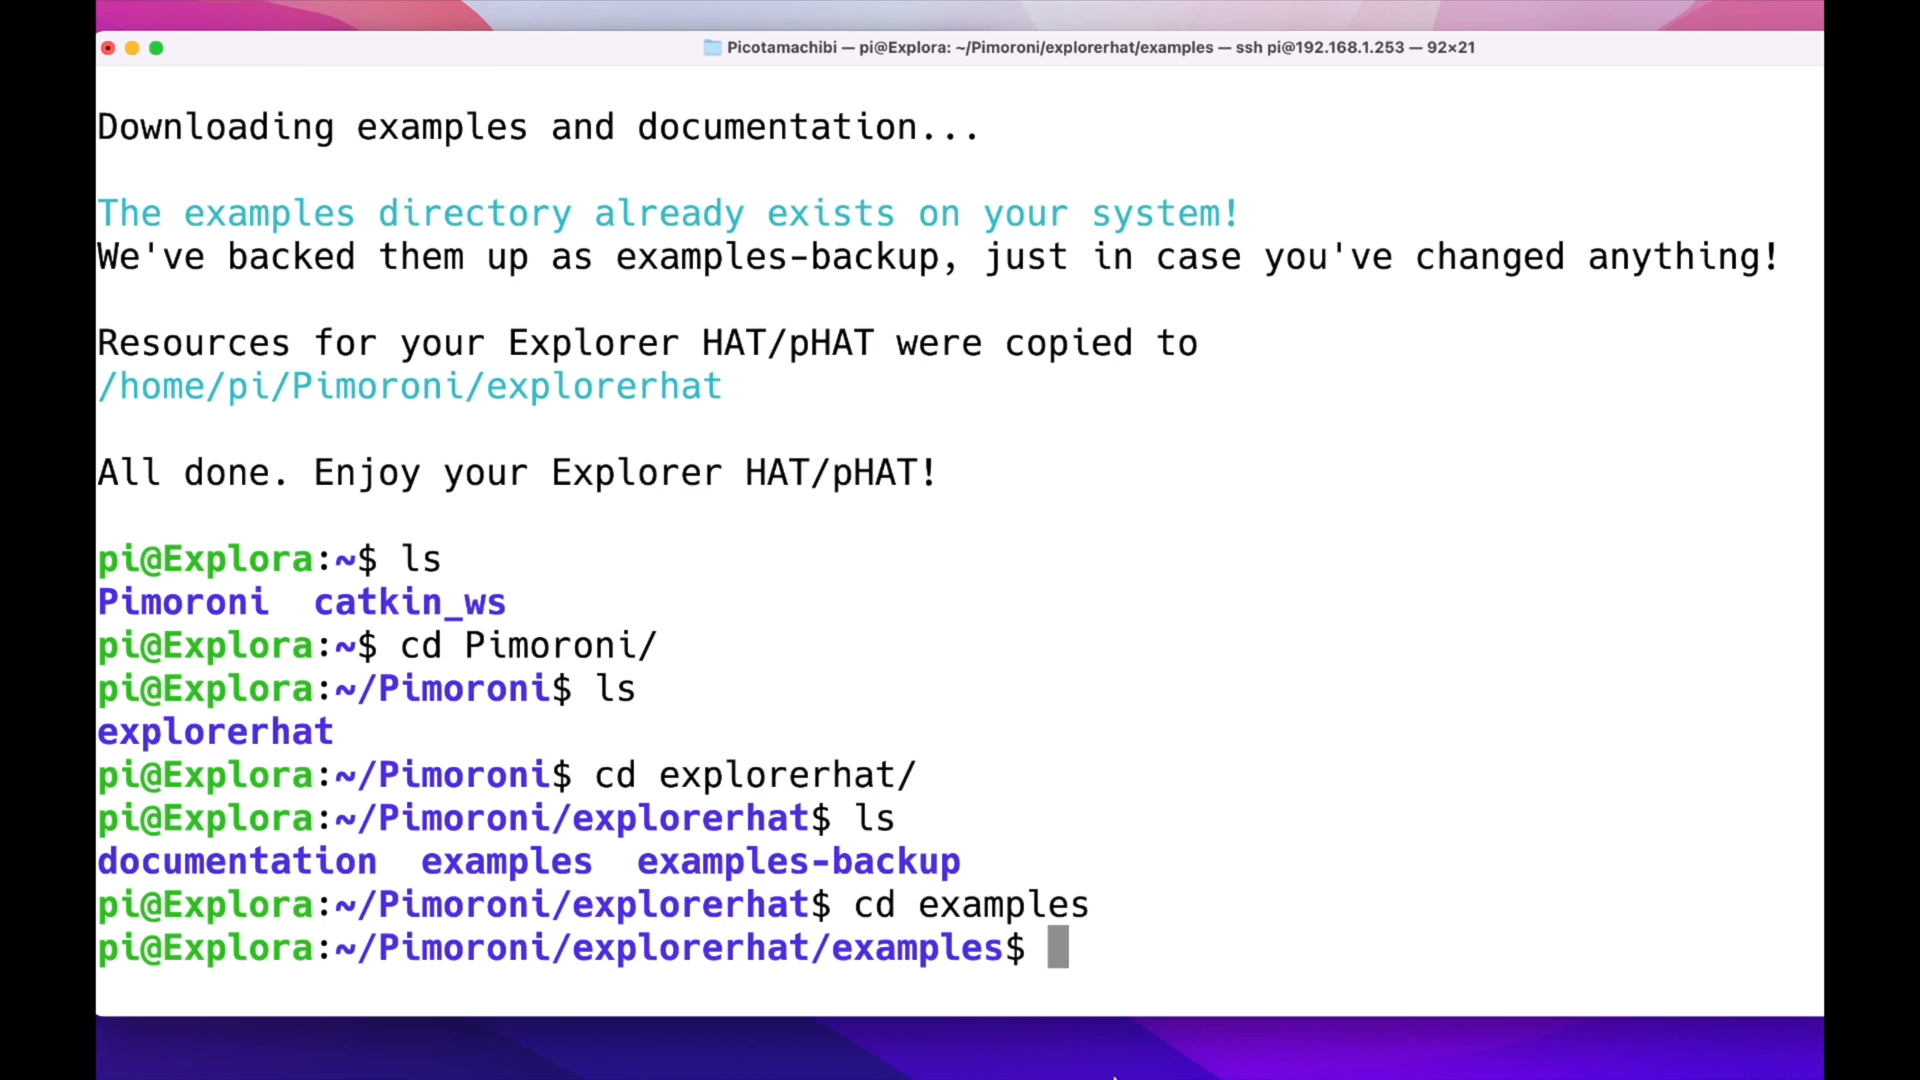 Picotamachibi — pi@Explora: ~/Pimoroni/explorerhat/examples — ssh pi@192.168.1.253 — 92×21
Downloading examples and documentation...
The examples directory already exists on your system!
We've backed them up as examples-backup, just in case you've changed anything!
Resources for your Explorer HAT/pHAT were copied to
/home/pi/Pimoroni/explorerhat
All done. Enjoy your Explorer HAT/pHAT!
pi@Explora:~$ ls
Pimoroni  catkin_ws
pi@Explora:~$ cd Pimoroni/
pi@Explora:~/Pimoroni$ ls
explorerhat
pi@Explora:~/Pimoroni$ cd explorerhat/
pi@Explora:~/Pimoroni/explorerhat$ ls
documentation  examples  examples-backup
pi@Explora:~/Pimoroni/explorerhat$ cd examples
pi@Explora:~/Pimoroni/explorerhat/examples$